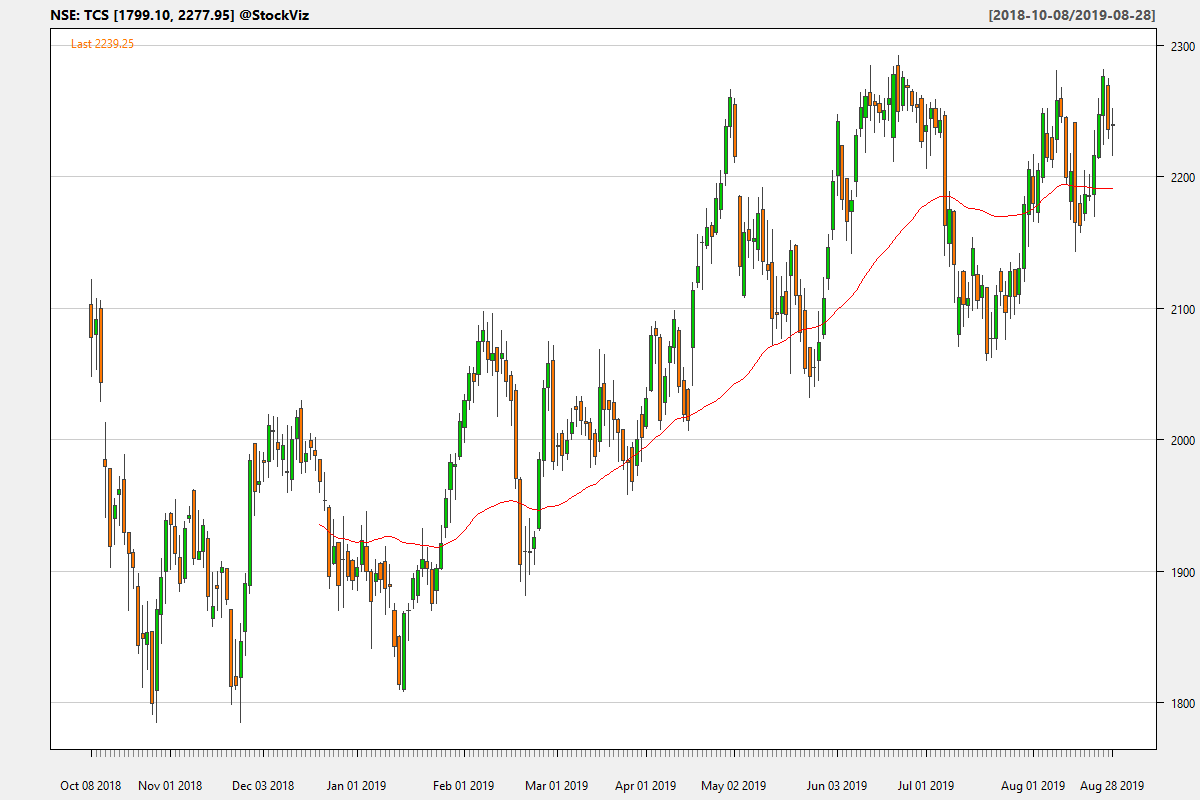 NSE: TCS [1799.10, 2277.95] @StockViz
[2018-10-08/2019-08-28]
Last 2239.25
2300
2200
2100
2000
1900
1800
Oct 08 2018 Nov 01 2018 Dec 03 2018 Jan 01 2019 Feb 01 2019 Mar 01 2019 Apr 01 2019 May 02 2019 Jun 03 2019 Jul 01 2019 Aug 01 2019 Aug 28 2019